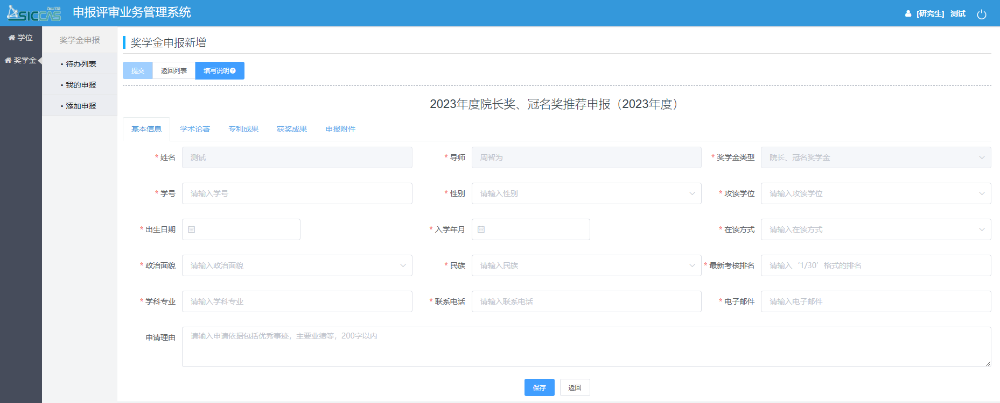 SICCAS 申报评审业务管理系统
[研究生] 测试
学位
奖学金
奖学金申报
• 待办列表
• 我的申报
• 添加申报
奖学金申报新增
提交 返回列表 填写说明
2023年度院长奖、冠名奖推荐申报（2023年度）
基本信息 学术论著 专利成果 获奖成果 申报附件
* 姓名 测试 * 导师 周智为 * 奖学金类型 院长、冠名奖学金
* 学号 请输入学号 * 性别 请输入性别 * 攻读学位 请输入攻读学位
* 出生日期 * 入学年月 * 在读方式 请输入在读方式
* 政治面貌 请输入政治面貌 * 民族 请输入民族 * 最新考核排名 请输入‘1/30’格式的排名
* 学科专业 请输入学科专业 * 联系电话 请输入联系电话 * 电子邮件 请输入电子邮件
申请理由 请输入申请依据包括优秀事迹，主要业绩等，200字以内
保存 返回